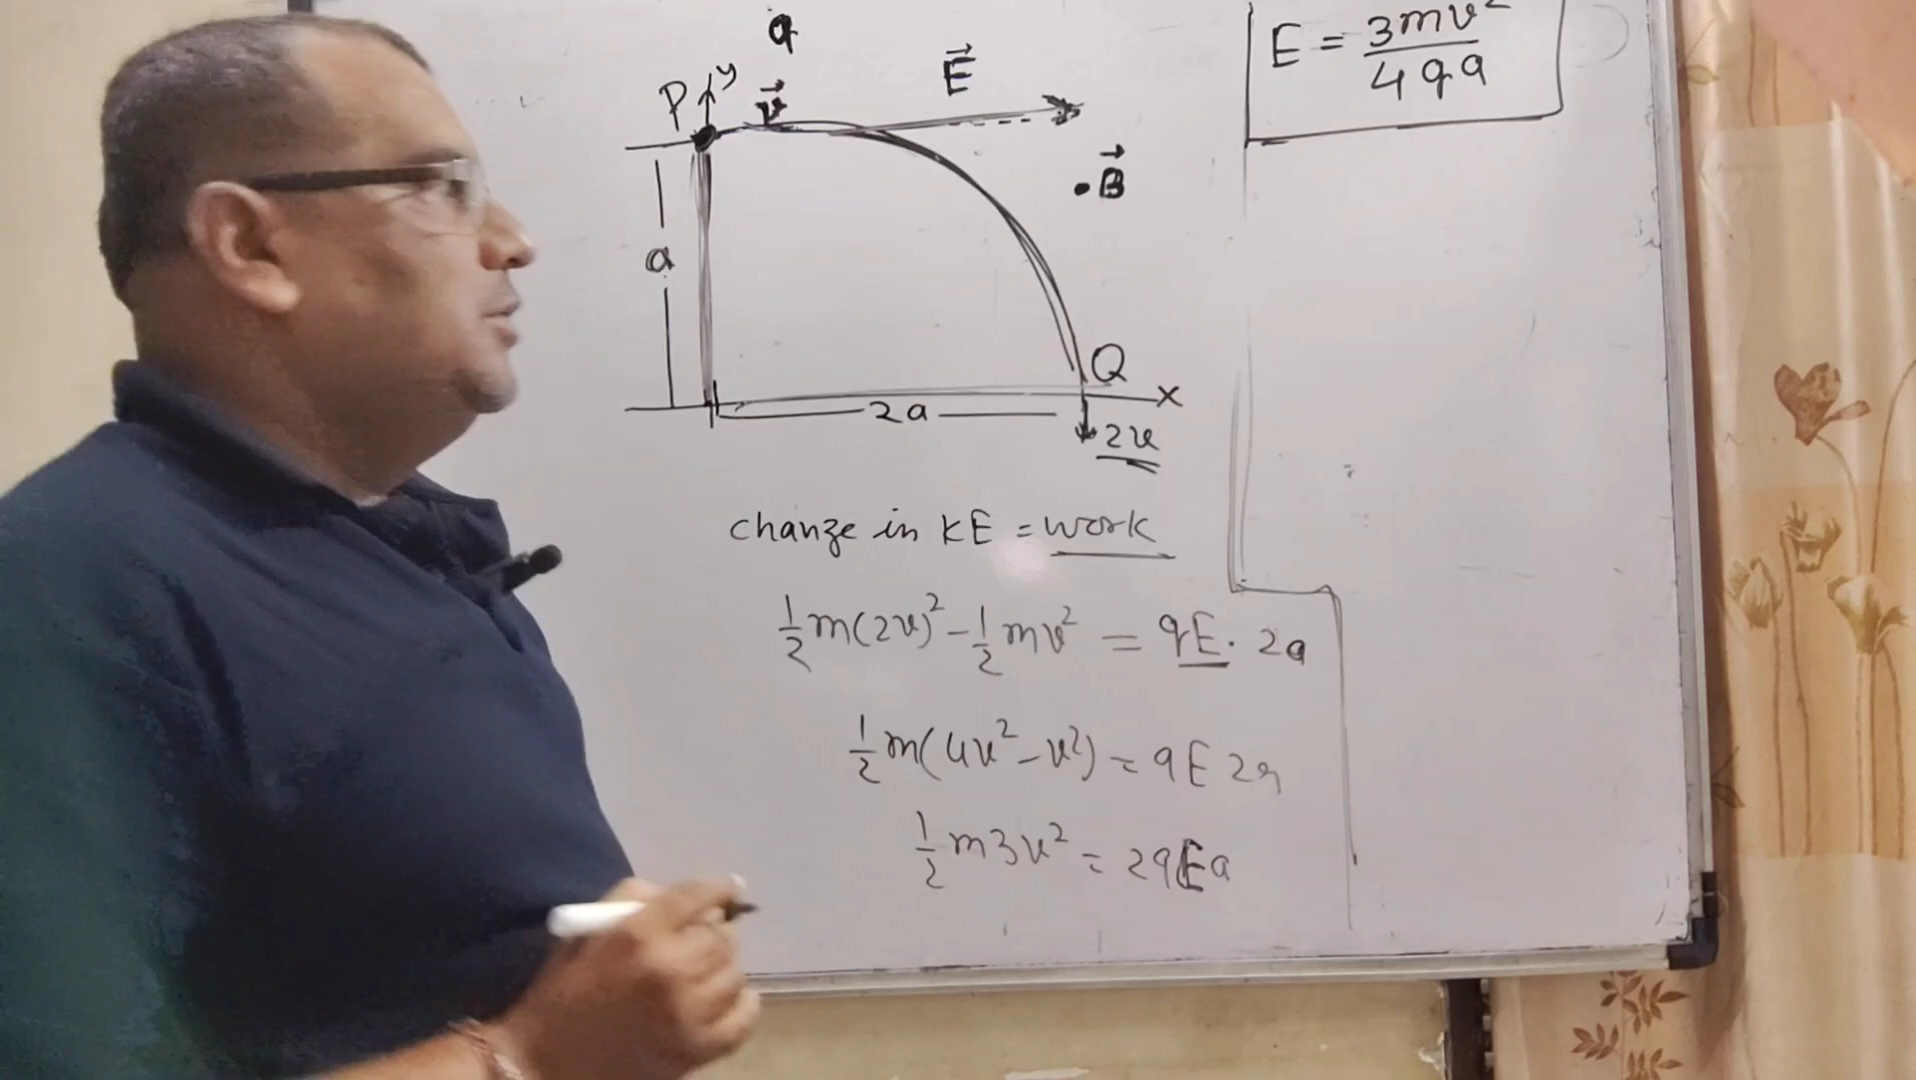 q
P y
v⃗
E⃗
• B⃗
a
Q
x
2a
2v
change in KE = work
½m(2v)² − ½mv² = qE. 2a
½m(4v² − v²) = qE 2a
½m3v² = 2qEa
E = 3mv² / 4qa